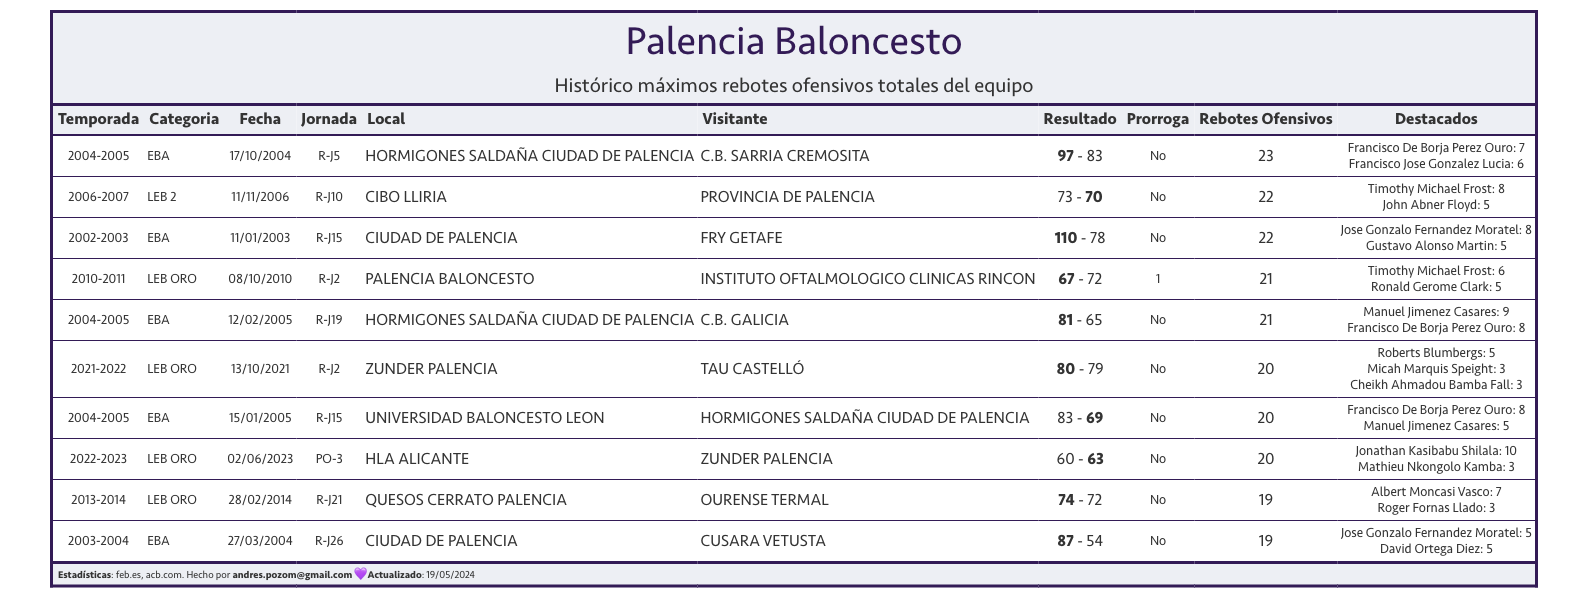 Palencia Baloncesto
Histórico máximos rebotes ofensivos totales del equipo
Temporada Categoria Fecha Jornada Local Visitante Resultado Prorroga Rebotes Ofensivos Destacados
2004-2005 EBA 17/10/2004 R-J5 HORMIGONES SALDAÑA CIUDAD DE PALENCIA C.B. SARRIA CREMOSITA 97 - 83 No 23 Francisco De Borja Perez Ouro: 7
Francisco Jose Gonzalez Lucia: 6
2006-2007 LEB 2 11/11/2006 R-J10 CIBO LLIRIA PROVINCIA DE PALENCIA 73 - 70 No 22 Timothy Michael Frost: 8
John Abner Floyd: 5
2002-2003 EBA 11/01/2003 R-J15 CIUDAD DE PALENCIA FRY GETAFE 110 - 78 No 22 Jose Gonzalo Fernandez Moratel: 8
Gustavo Alonso Martin: 5
2010-2011 LEB ORO 08/10/2010 R-J2 PALENCIA BALONCESTO INSTITUTO OFTALMOLOGICO CLINICAS RINCON 67 - 72 1 21 Timothy Michael Frost: 6
Ronald Gerome Clark: 5
2004-2005 EBA 12/02/2005 R-J19 HORMIGONES SALDAÑA CIUDAD DE PALENCIA C.B. GALICIA 81 - 65 No 21 Manuel Jimenez Casares: 9
Francisco De Borja Perez Ouro: 8
2021-2022 LEB ORO 13/10/2021 R-J2 ZUNDER PALENCIA TAU CASTELLÓ 80 - 79 No 20 Roberts Blumbergs: 5
Micah Marquis Speight: 3
Cheikh Ahmadou Bamba Fall: 3
2004-2005 EBA 15/01/2005 R-J15 UNIVERSIDAD BALONCESTO LEON HORMIGONES SALDAÑA CIUDAD DE PALENCIA 83 - 69 No 20 Francisco De Borja Perez Ouro: 8
Manuel Jimenez Casares: 5
2022-2023 LEB ORO 02/06/2023 PO-3 HLA ALICANTE ZUNDER PALENCIA 60 - 63 No 20 Jonathan Kasibabu Shilala: 10
Mathieu Nkongolo Kamba: 3
2013-2014 LEB ORO 28/02/2014 R-J21 QUESOS CERRATO PALENCIA OURENSE TERMAL 74 - 72 No 19 Albert Moncasi Vasco: 7
Roger Fornas Llado: 3
2003-2004 EBA 27/03/2004 R-J26 CIUDAD DE PALENCIA CUSARA VETUSTA 87 - 54 No 19 Jose Gonzalo Fernandez Moratel: 5
David Ortega Diez: 5
Estadísticas: feb.es, acb.com. Hecho por andres.pozom@gmail.com 💜Actualizado: 19/05/2024